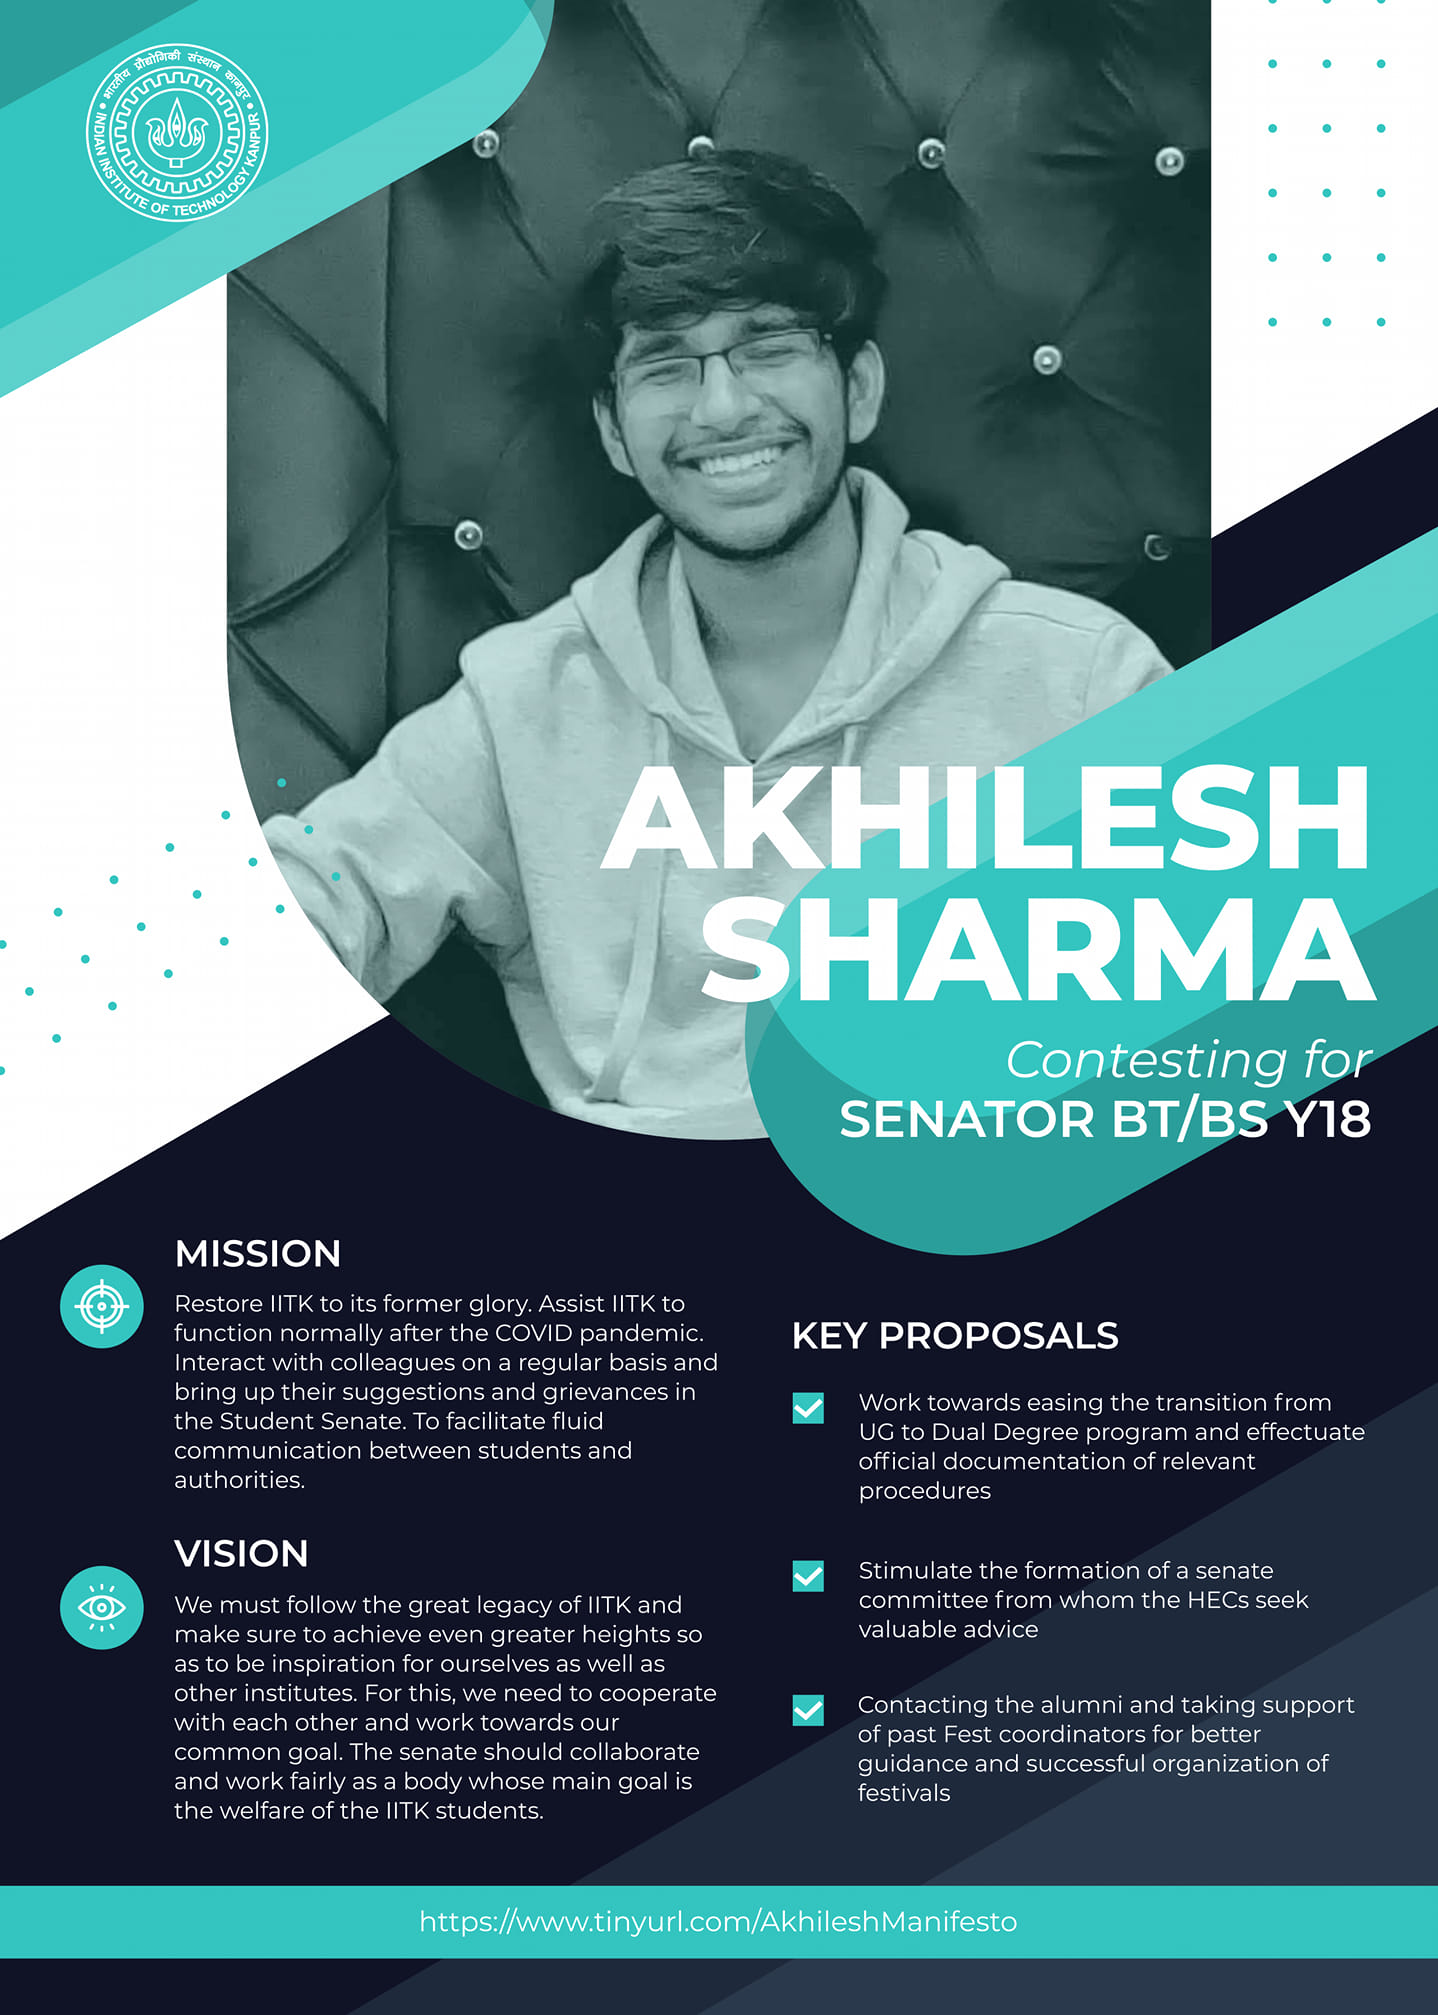 भारतीय प्रौद्योगिकी संस्थान कानपुर
INDIAN INSTITUTE OF TECHNOLOGY KANPUR
AKHILESH
SHARMA
Contesting for
SENATOR BT/BS Y18
MISSION
Restore IITK to its former glory. Assist IITK to
function normally after the COVID pandemic.
Interact with colleagues on a regular basis and
bring up their suggestions and grievances in
the Student Senate. To facilitate fluid
communication between students and
authorities.
VISION
We must follow the great legacy of IITK and
make sure to achieve even greater heights so
as to be inspiration for ourselves as well as
other institutes. For this, we need to cooperate
with each other and work towards our
common goal. The senate should collaborate
and work fairly as a body whose main goal is
the welfare of the IITK students.
KEY PROPOSALS
Work towards easing the transition from
UG to Dual Degree program and effectuate
official documentation of relevant
procedures
Stimulate the formation of a senate
committee from whom the HECs seek
valuable advice
Contacting the alumni and taking support
of past Fest coordinators for better
guidance and successful organization of
festivals
https://www.tinyurl.com/AkhileshManifesto